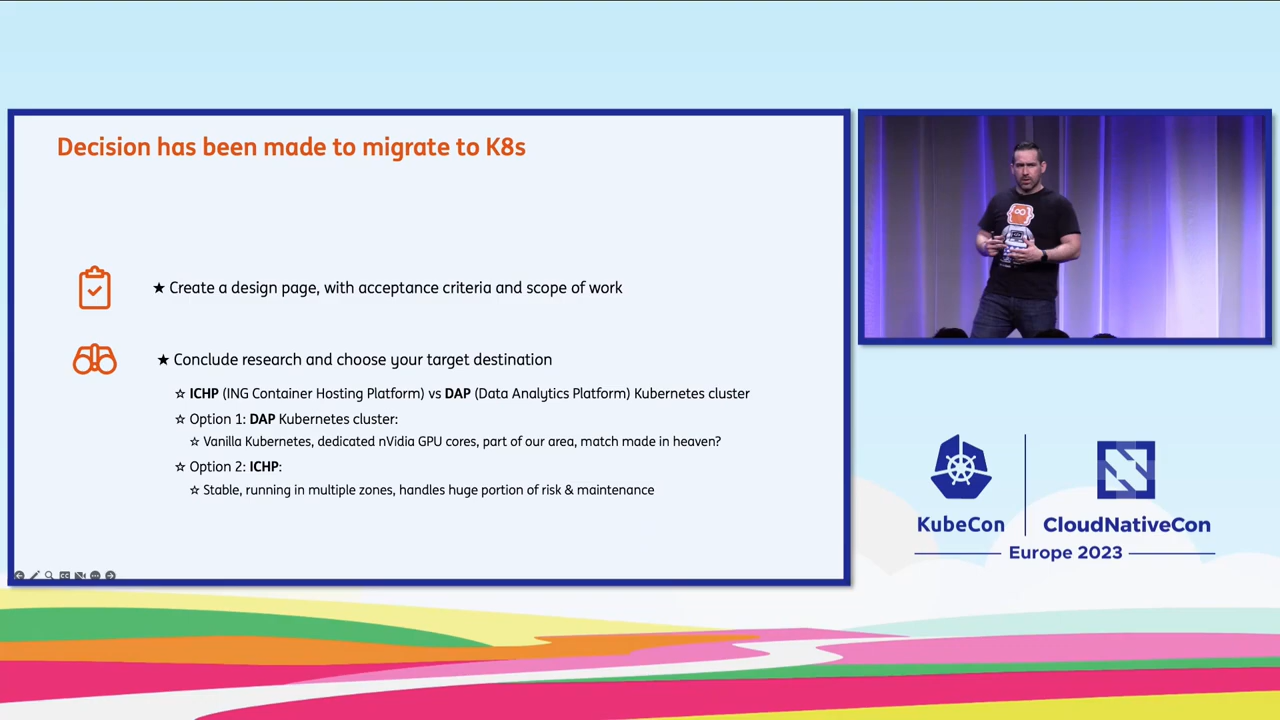 Decision has been made to migrate to K8s
★ Create a design page, with acceptance criteria and scope of work
★ Conclude research and choose your target destination
☆ ICHP (ING Container Hosting Platform) vs DAP (Data Analytics Platform) Kubernetes cluster
☆ Option 1: DAP Kubernetes cluster:
☆ Vanilla Kubernetes, dedicated nVidia GPU cores, part of our area, match made in heaven?
☆ Option 2: ICHP:
☆ Stable, running in multiple zones, handles huge portion of risk & maintenance
KubeCon
CloudNativeCon
Europe 2023